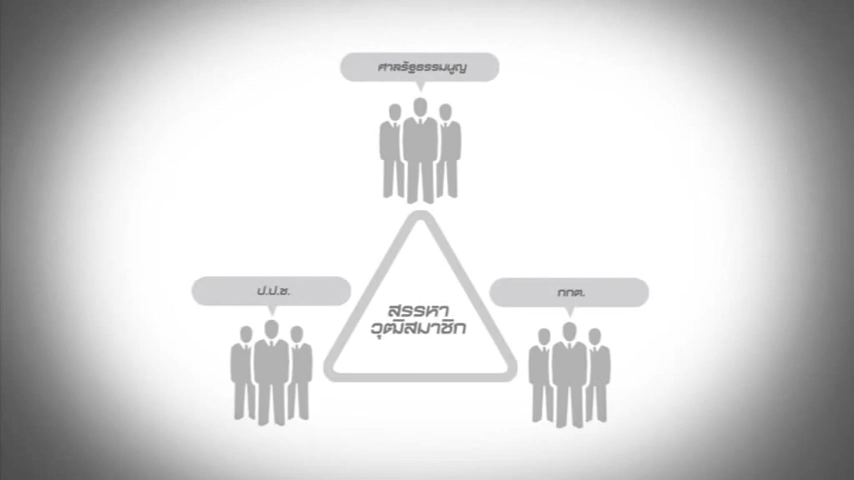 ศาลรัฐธรรมนูญ
ป.ป.ช.
กกต.
สรรหา
วุฒิสมาชิก